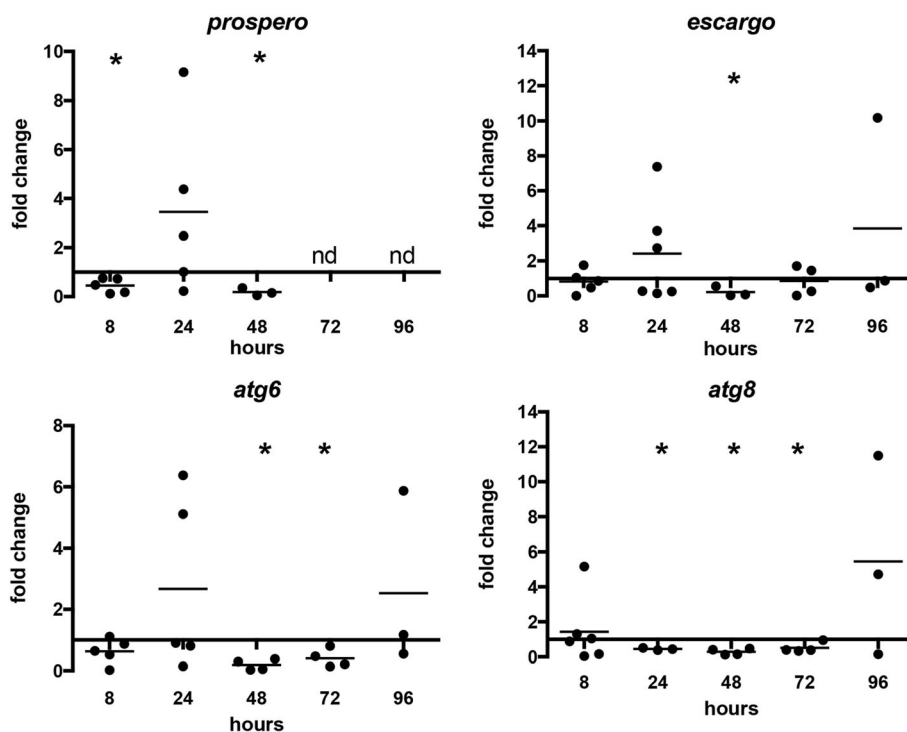 prospero
fold change
10
8
6
4
2
0
* *
nd nd
8 24 48 72 96
hours
escargo
fold change
14
12
10
8
6
4
2
0
*
8 24 48 72 96
hours
atg6
fold change
8
6
4
2
0
* *
8 24 48 72 96
hours
atg8
fold change
14
12
10
8
6
4
2
0
* * *
8 24 48 72 96
hours